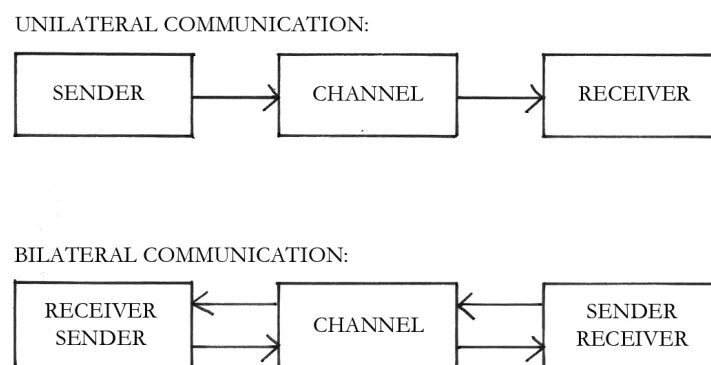 UNILATERAL COMMUNICATION:
SENDER
CHANNEL
RECEIVER
BILATERAL COMMUNICATION:
RECEIVER
SENDER
CHANNEL
SENDER
RECEIVER